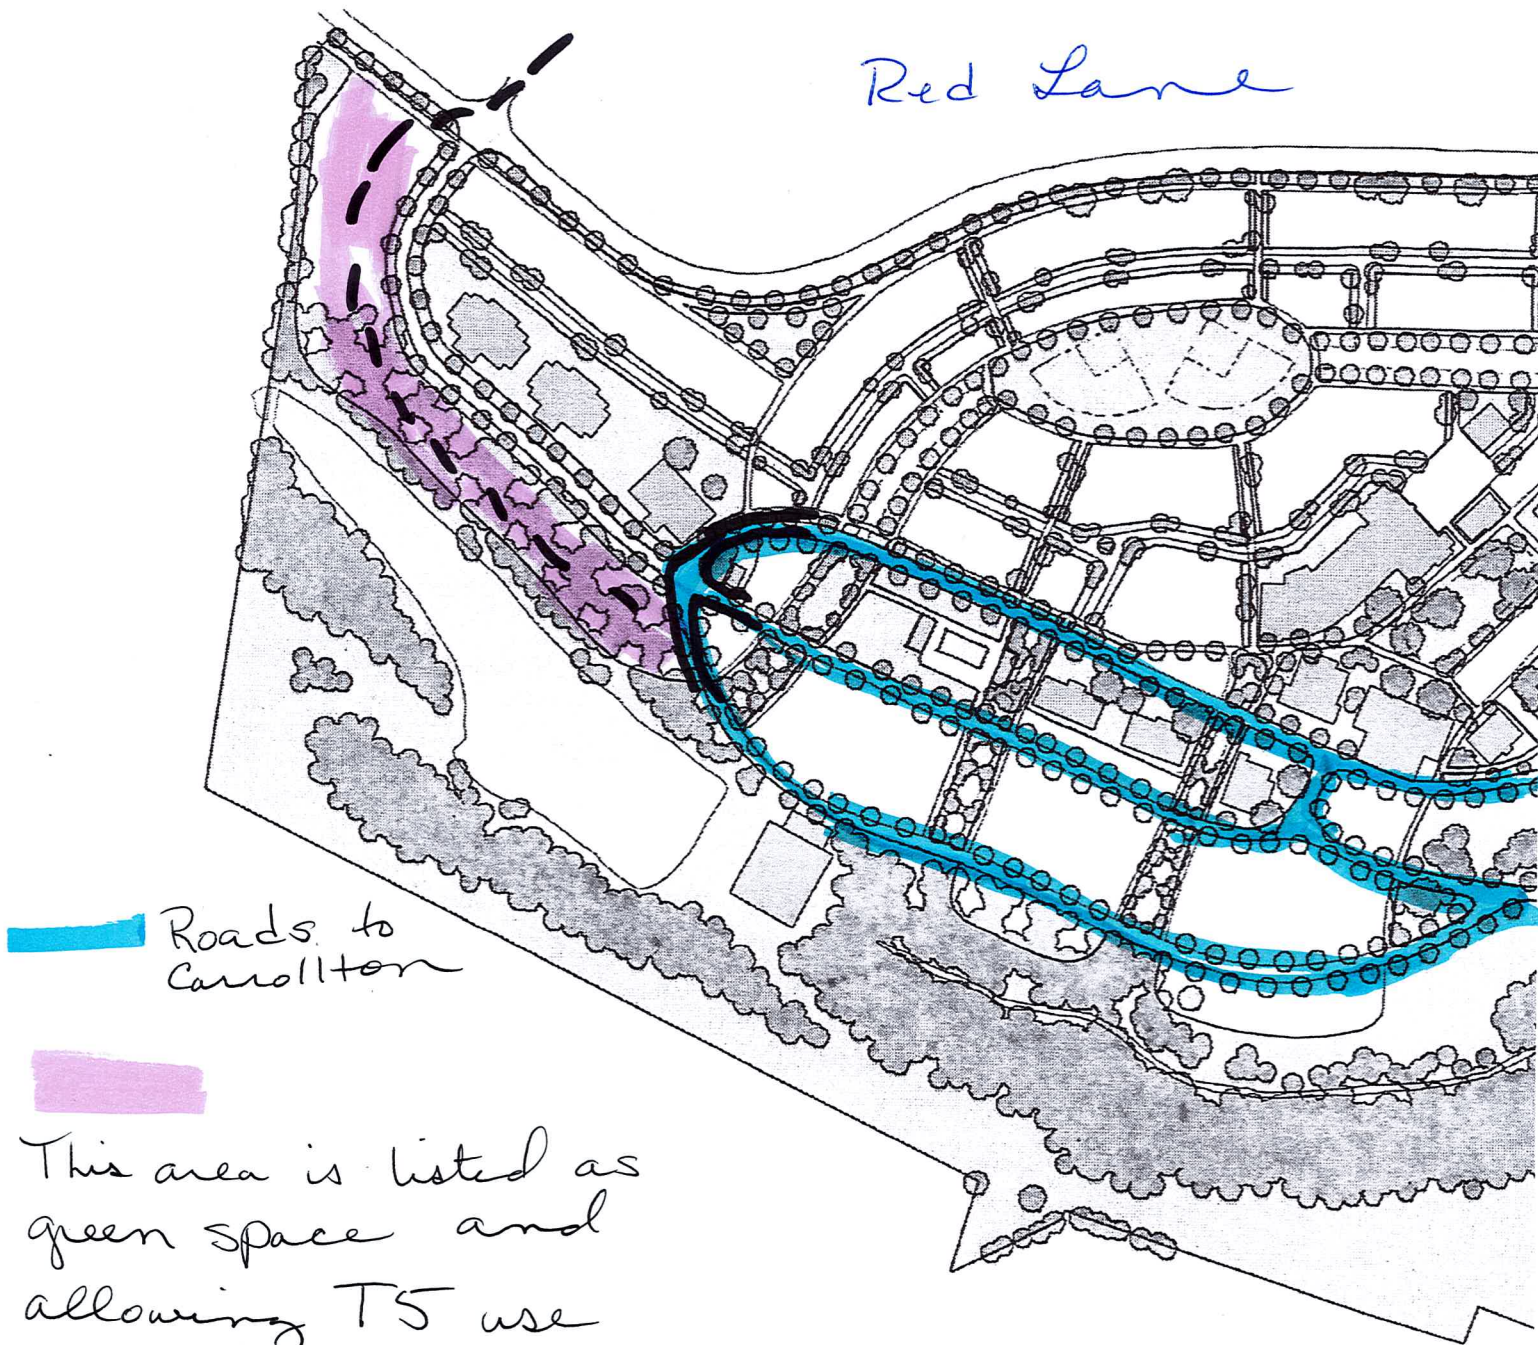 Red Lane
Roads to
Carrollton
This area is listed as
green space and
allowing T5 use